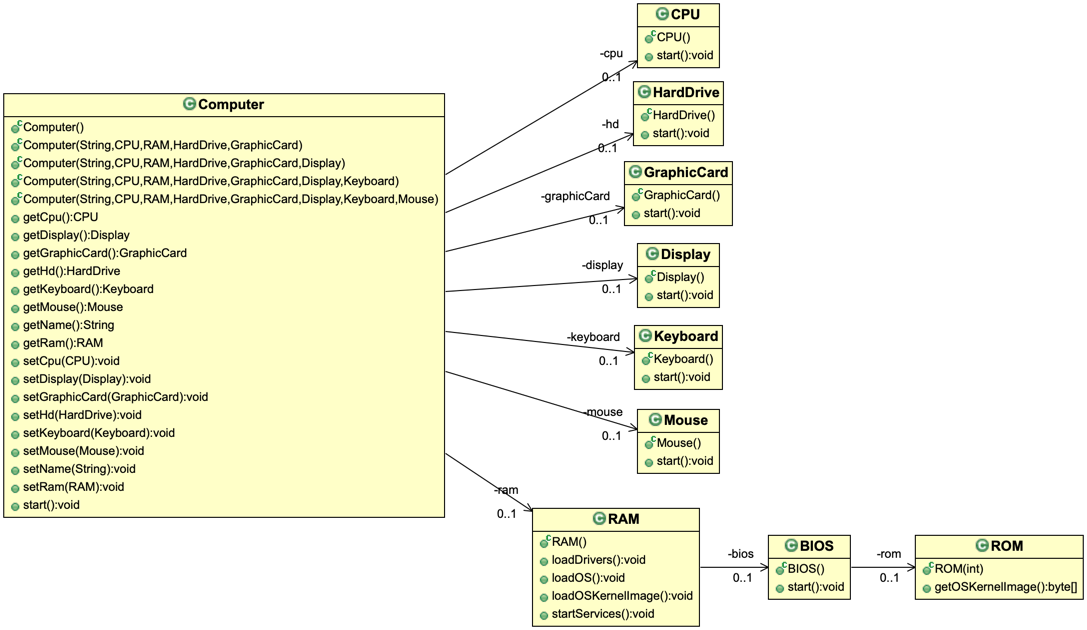 Computer
Computer()
Computer(String,CPU,RAM,HardDrive,GraphicCard)
Computer(String,CPU,RAM,HardDrive,GraphicCard,Display)
Computer(String,CPU,RAM,HardDrive,GraphicCard,Display,Keyboard)
Computer(String,CPU,RAM,HardDrive,GraphicCard,Display,Keyboard,Mouse)
getCpu():CPU
getDisplay():Display
getGraphicCard():GraphicCard
getHd():HardDrive
getKeyboard():Keyboard
getMouse():Mouse
getName():String
getRam():RAM
setCpu(CPU):void
setDisplay(Display):void
setGraphicCard(GraphicCard):void
setHd(HardDrive):void
setKeyboard(Keyboard):void
setMouse(Mouse):void
setName(String):void
setRam(RAM):void
start():void
-cpu
0..1
CPU
CPU()
start():void
-hd
0..1
HardDrive
HardDrive()
start():void
-graphicCard
0..1
GraphicCard
GraphicCard()
start():void
-display
0..1
Display
Display()
start():void
-keyboard
0..1
Keyboard
Keyboard()
start():void
-mouse
0..1
Mouse
Mouse()
start():void
-ram
0..1
RAM
RAM()
loadDrivers():void
loadOS():void
loadOSKernelImage():void
startServices():void
-bios
0..1
BIOS
BIOS()
start():void
-rom
0..1
ROM
ROM(int)
getOSKernelImage():byte[]